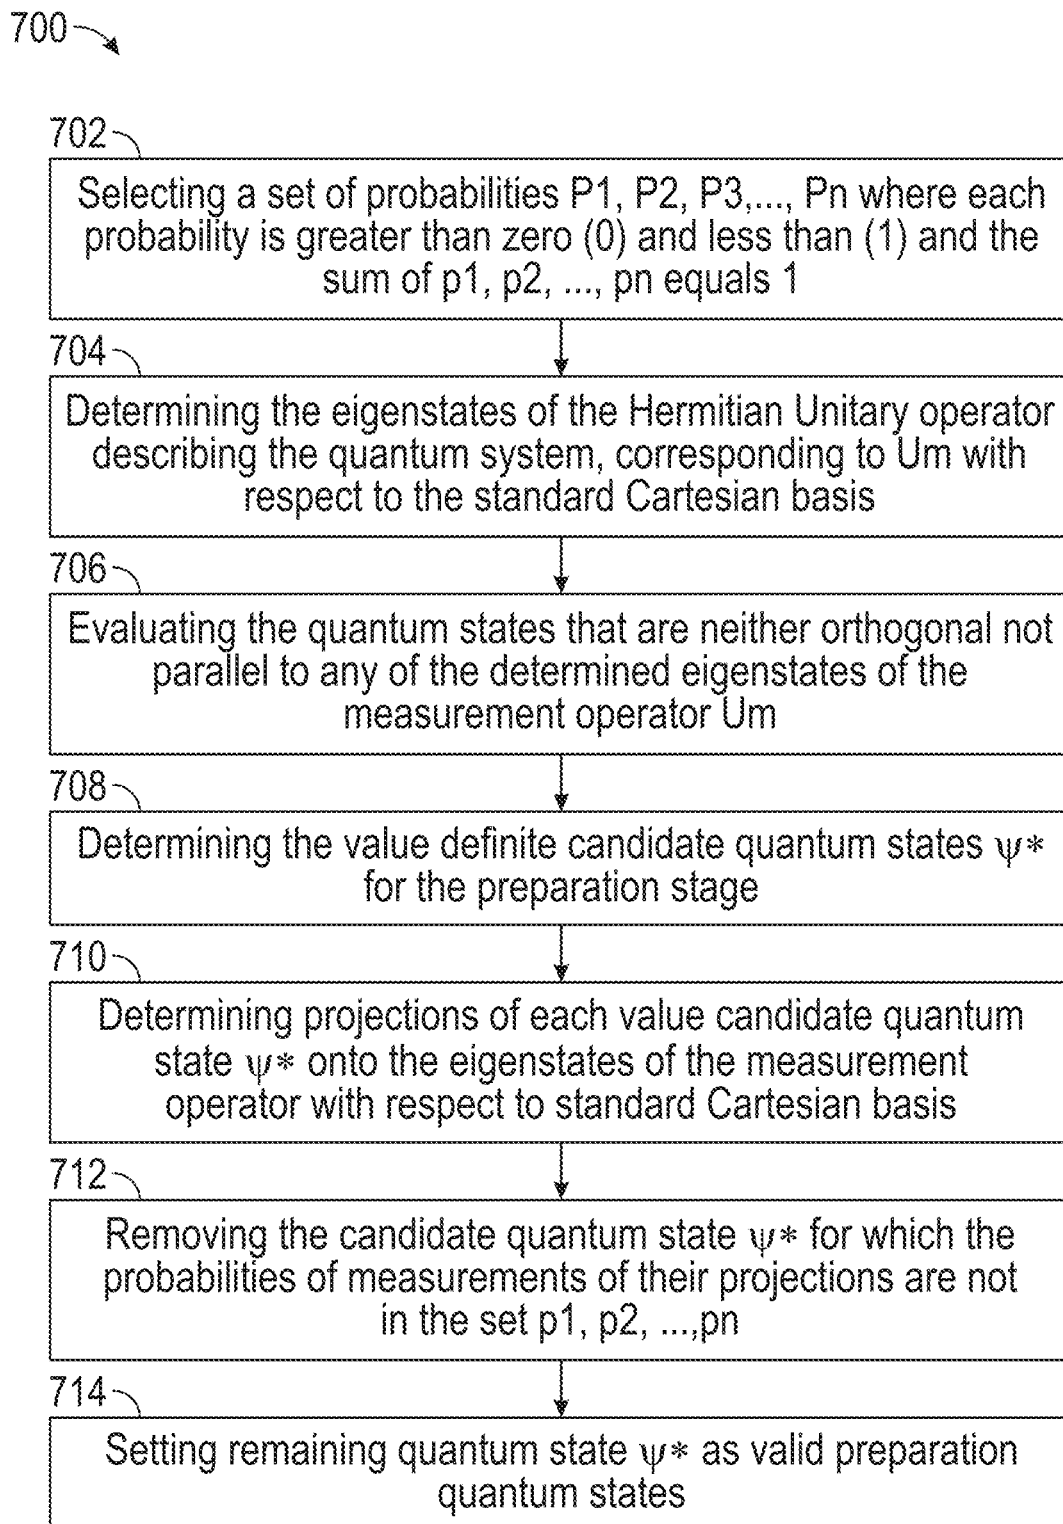 700
702
Selecting a set of probabilities P1, P2, P3,..., Pn where each
probability is greater than zero (0) and less than (1) and the
sum of p1, p2, ..., pn equals 1
704
Determining the eigenstates of the Hermitian Unitary operator
describing the quantum system, corresponding to Um with
respect to the standard Cartesian basis
706
Evaluating the quantum states that are neither orthogonal not
parallel to any of the determined eigenstates of the
measurement operator Um
708
Determining the value definite candidate quantum states ψ*
for the preparation stage
710
Determining projections of each value candidate quantum
state ψ* onto the eigenstates of the measurement
operator with respect to standard Cartesian basis
712
Removing the candidate quantum state ψ* for which the
probabilities of measurements of their projections are not
in the set p1, p2, ...,pn
714
Setting remaining quantum state ψ* as valid preparation
quantum states